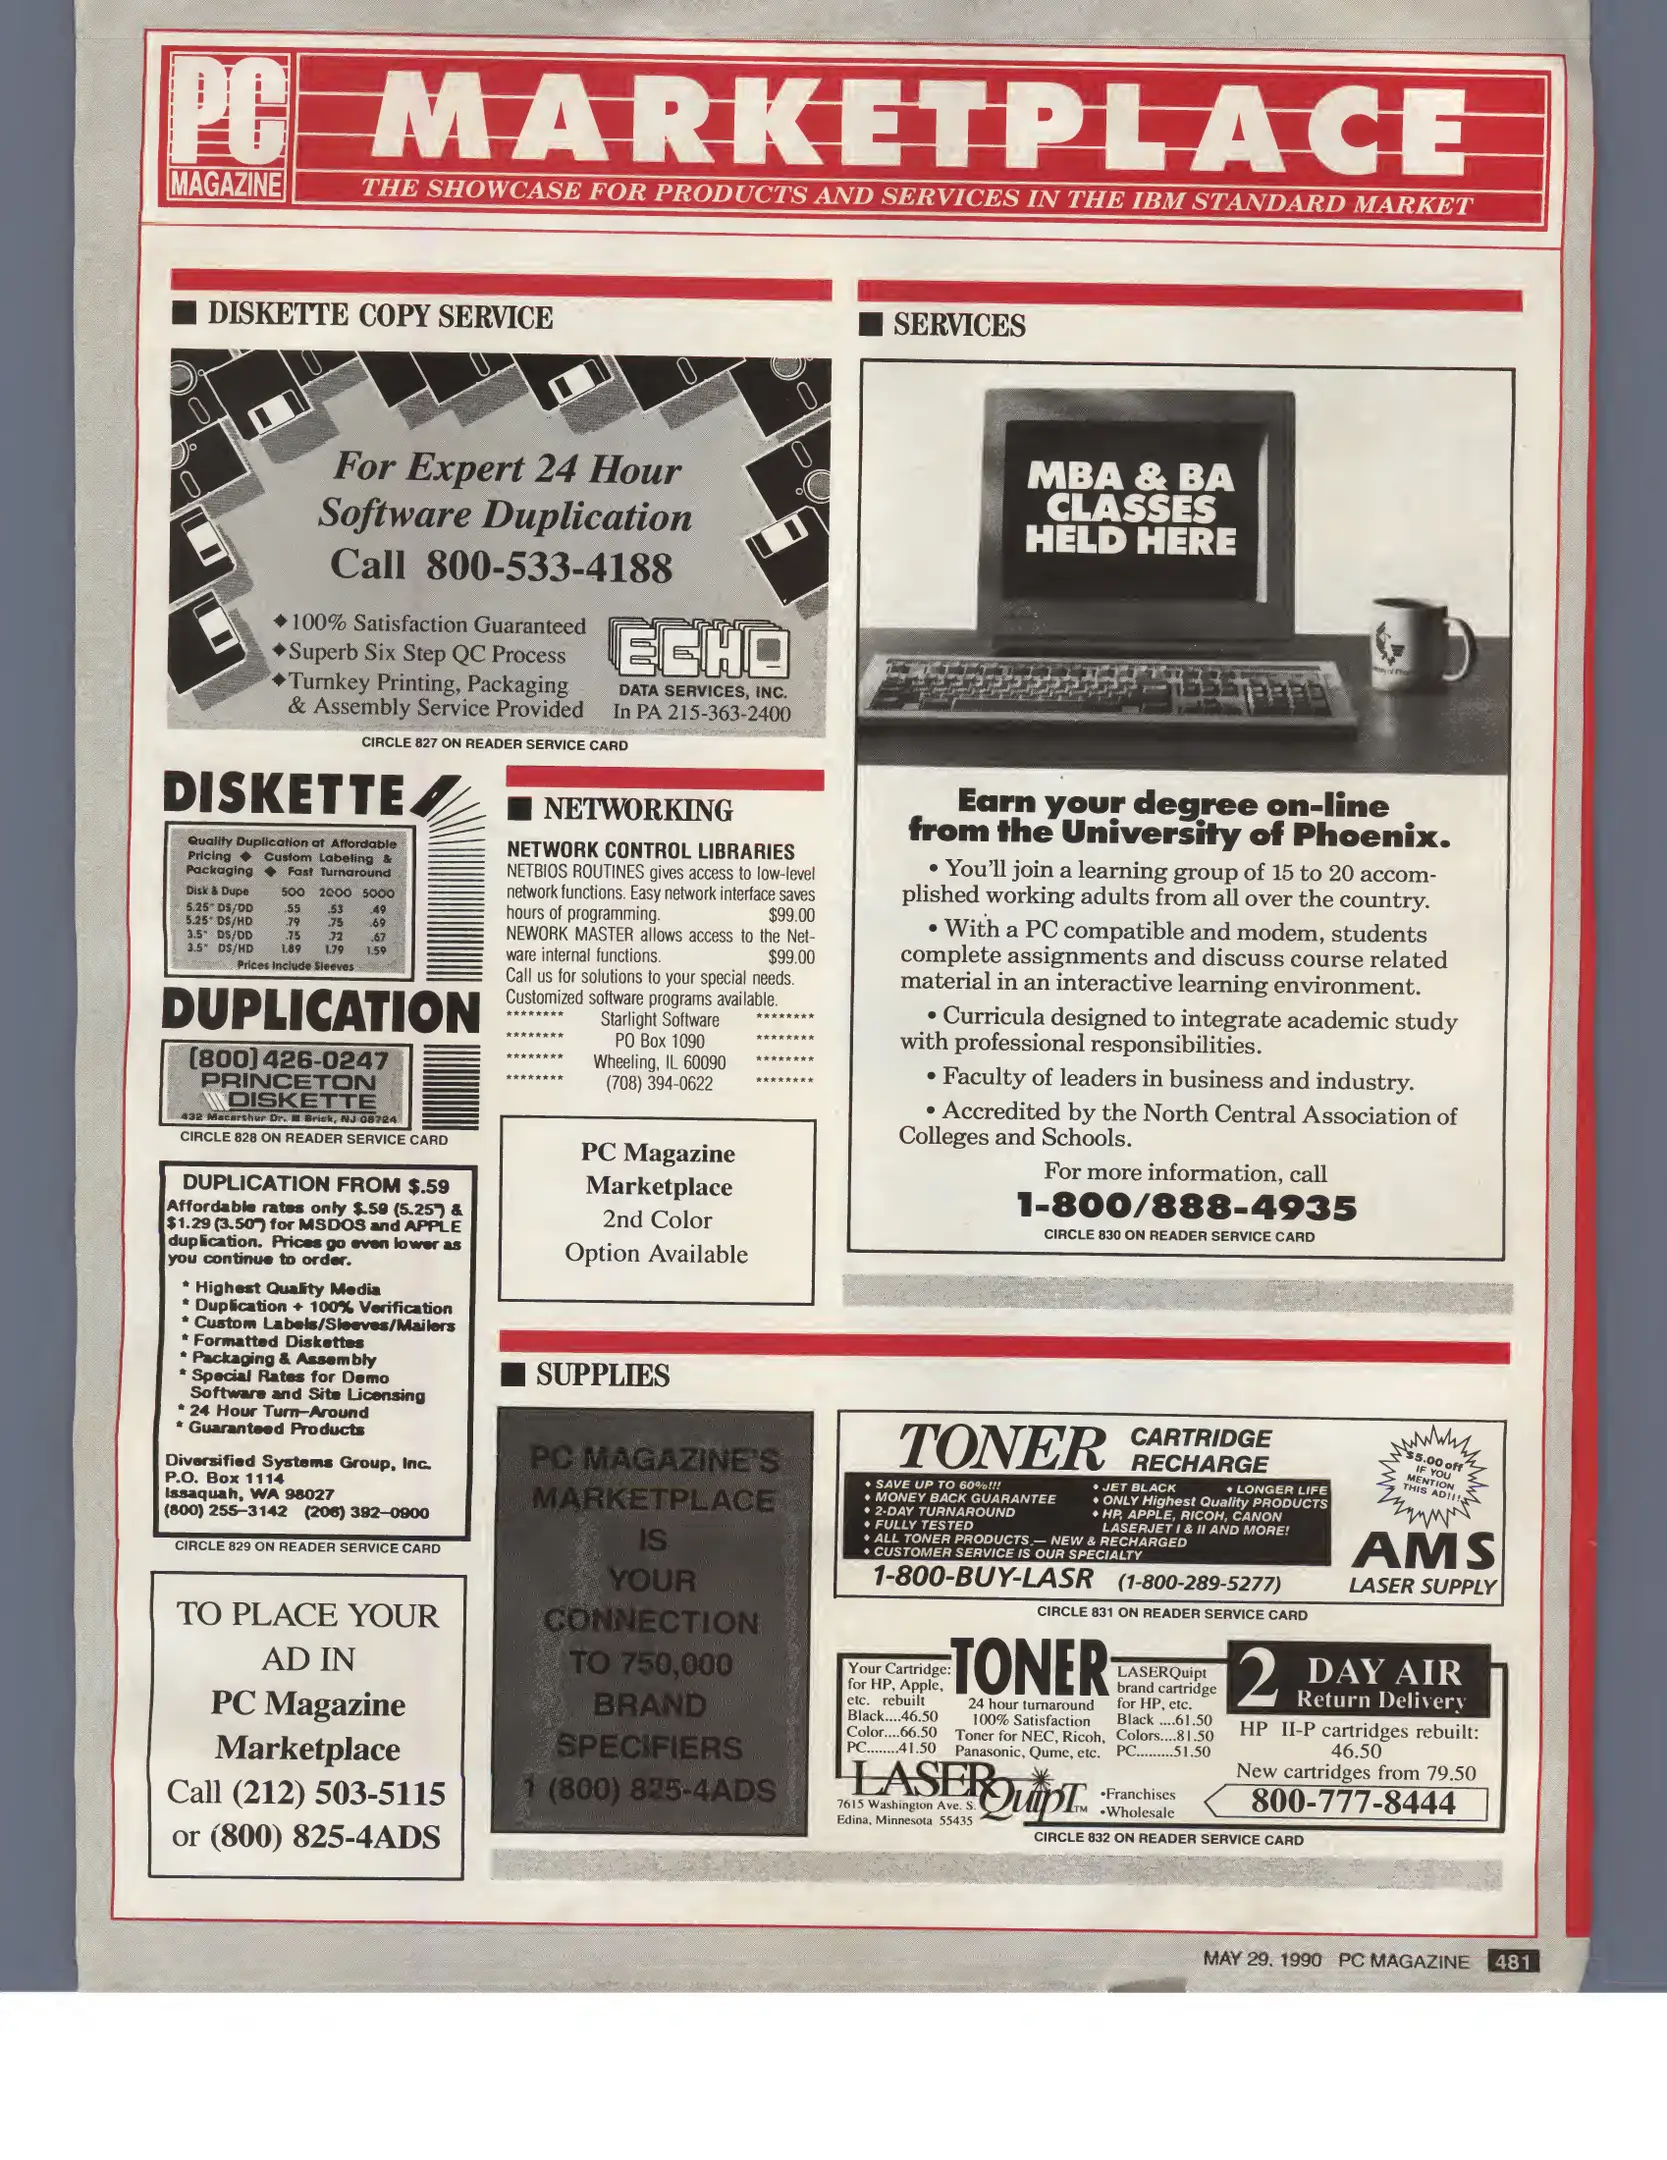 PC
MAGAZINE
MARKETPLACE
THE SHOWCASE FOR PRODUCTS AND SERVICES IN THE IBM STANDARD MARKET
■ DISKETTE COPY SERVICE
For Expert 24 Hour
Software Duplication
Call 800-533-4188
◆100% Satisfaction Guaranteed
◆Superb Six Step QC Process
◆Turnkey Printing, Packaging
& Assembly Service Provided
ECHO
DATA SERVICES, INC.
In PA 215-363-2400
CIRCLE 827 ON READER SERVICE CARD
DISKETTE
Quality Duplication at Affordable
Pricing ◆ Custom Labeling &
Packaging ◆ Fast Turnaround
Disk & Dupe 500 2000 5000
5.25" DS/DD .55 .53 .49
5.25" DS/HD .79 .75 .69
3.5" DS/DD .75 .72 .67
3.5" DS/HD 1.89 1.79 1.59
Prices Include Sleeves
DUPLICATION
(800) 426-0247
PRINCETON
DISKETTE
432 Macarthur Dr. ■ Brick, NJ 08724
CIRCLE 828 ON READER SERVICE CARD
DUPLICATION FROM $.59
Affordable rates only $.59 (5.25") &
$1.29 (3.50") for MSDOS and APPLE
duplication. Prices go even lower as
you continue to order.
* Highest Quality Media
* Duplication + 100% Verification
* Custom Labels/Sleeves/Mailers
* Formatted Diskettes
* Packaging & Assembly
* Special Rates for Demo
Software and Site Licensing
* 24 Hour Turn-Around
* Guaranteed Products
Diversified Systems Group, Inc.
P.O. Box 1114
Issaquah, WA 98027
(800) 255-3142 (206) 392-0900
CIRCLE 829 ON READER SERVICE CARD
TO PLACE YOUR
AD IN
PC Magazine
Marketplace
Call (212) 503-5115
or (800) 825-4ADS
■ NETWORKING
NETWORK CONTROL LIBRARIES
NETBIOS ROUTINES gives access to low-level
network functions. Easy network interface saves
hours of programming. $99.00
NEWORK MASTER allows access to the Net-
ware internal functions. $99.00
Call us for solutions to your special needs.
Customized software programs available.
******** Starlight Software ********
******** PO Box 1090 ********
******** Wheeling, IL 60090 ********
******** (708) 394-0622 ********
PC Magazine
Marketplace
2nd Color
Option Available
■ SERVICES
MBA & BA
CLASSES
HELD HERE
Earn your degree on-line
from the University of Phoenix.
• You'll join a learning group of 15 to 20 accom-
plished working adults from all over the country.
• With a PC compatible and modem, students
complete assignments and discuss course related
material in an interactive learning environment.
• Curricula designed to integrate academic study
with professional responsibilities.
• Faculty of leaders in business and industry.
• Accredited by the North Central Association of
Colleges and Schools.
For more information, call
1-800/888-4935
CIRCLE 830 ON READER SERVICE CARD
■ SUPPLIES
PC MAGAZINE'S
MARKETPLACE
IS
YOUR
CONNECTION
TO 750,000
BRAND
SPECIFIERS
1 (800) 825-4ADS
TONER CARTRIDGE
RECHARGE
♦ SAVE UP TO 60%!!!
♦ MONEY BACK GUARANTEE
♦ 2-DAY TURNAROUND
♦ FULLY TESTED
♦ ALL TONER PRODUCTS — NEW & RECHARGED
♦ CUSTOMER SERVICE IS OUR SPECIALTY
♦ JET BLACK ♦ LONGER LIFE
♦ ONLY Highest Quality PRODUCTS
♦ HP, APPLE, RICOH, CANON
LASERJET I & II AND MORE!
1-800-BUY-LASR (1-800-289-5277)
$5.00 off
IF YOU
MENTION
THIS AD!!!
AMS
LASER SUPPLY
CIRCLE 831 ON READER SERVICE CARD
Your Cartridge:
for HP, Apple,
etc. rebuilt
Black....46.50
Color....66.50
PC........41.50
TONER
24 hour turnaround
100% Satisfaction
Toner for NEC, Ricoh,
Panasonic, Qume, etc.
LASERQuipt
brand cartridge
for HP, etc.
Black ....61.50
Colors....81.50
PC.........51.50
LASERQuipt™
7615 Washington Ave. S.
Edina, Minnesota 55435
•Franchises
•Wholesale
2 DAY AIR
Return Delivery
HP II-P cartridges rebuilt:
46.50
New cartridges from 79.50
800-777-8444
CIRCLE 832 ON READER SERVICE CARD
MAY 29, 1990 PC MAGAZINE 481